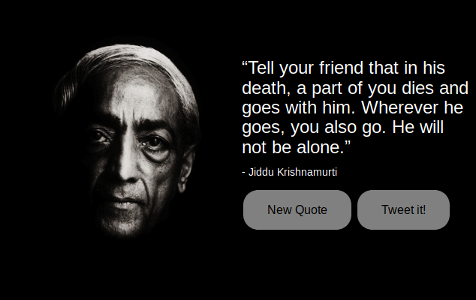 “Tell your friend that in his
death, a part of you dies and
goes with him. Wherever he
goes, you also go. He will
not be alone.”
- Jiddu Krishnamurti
New Quote
Tweet it!